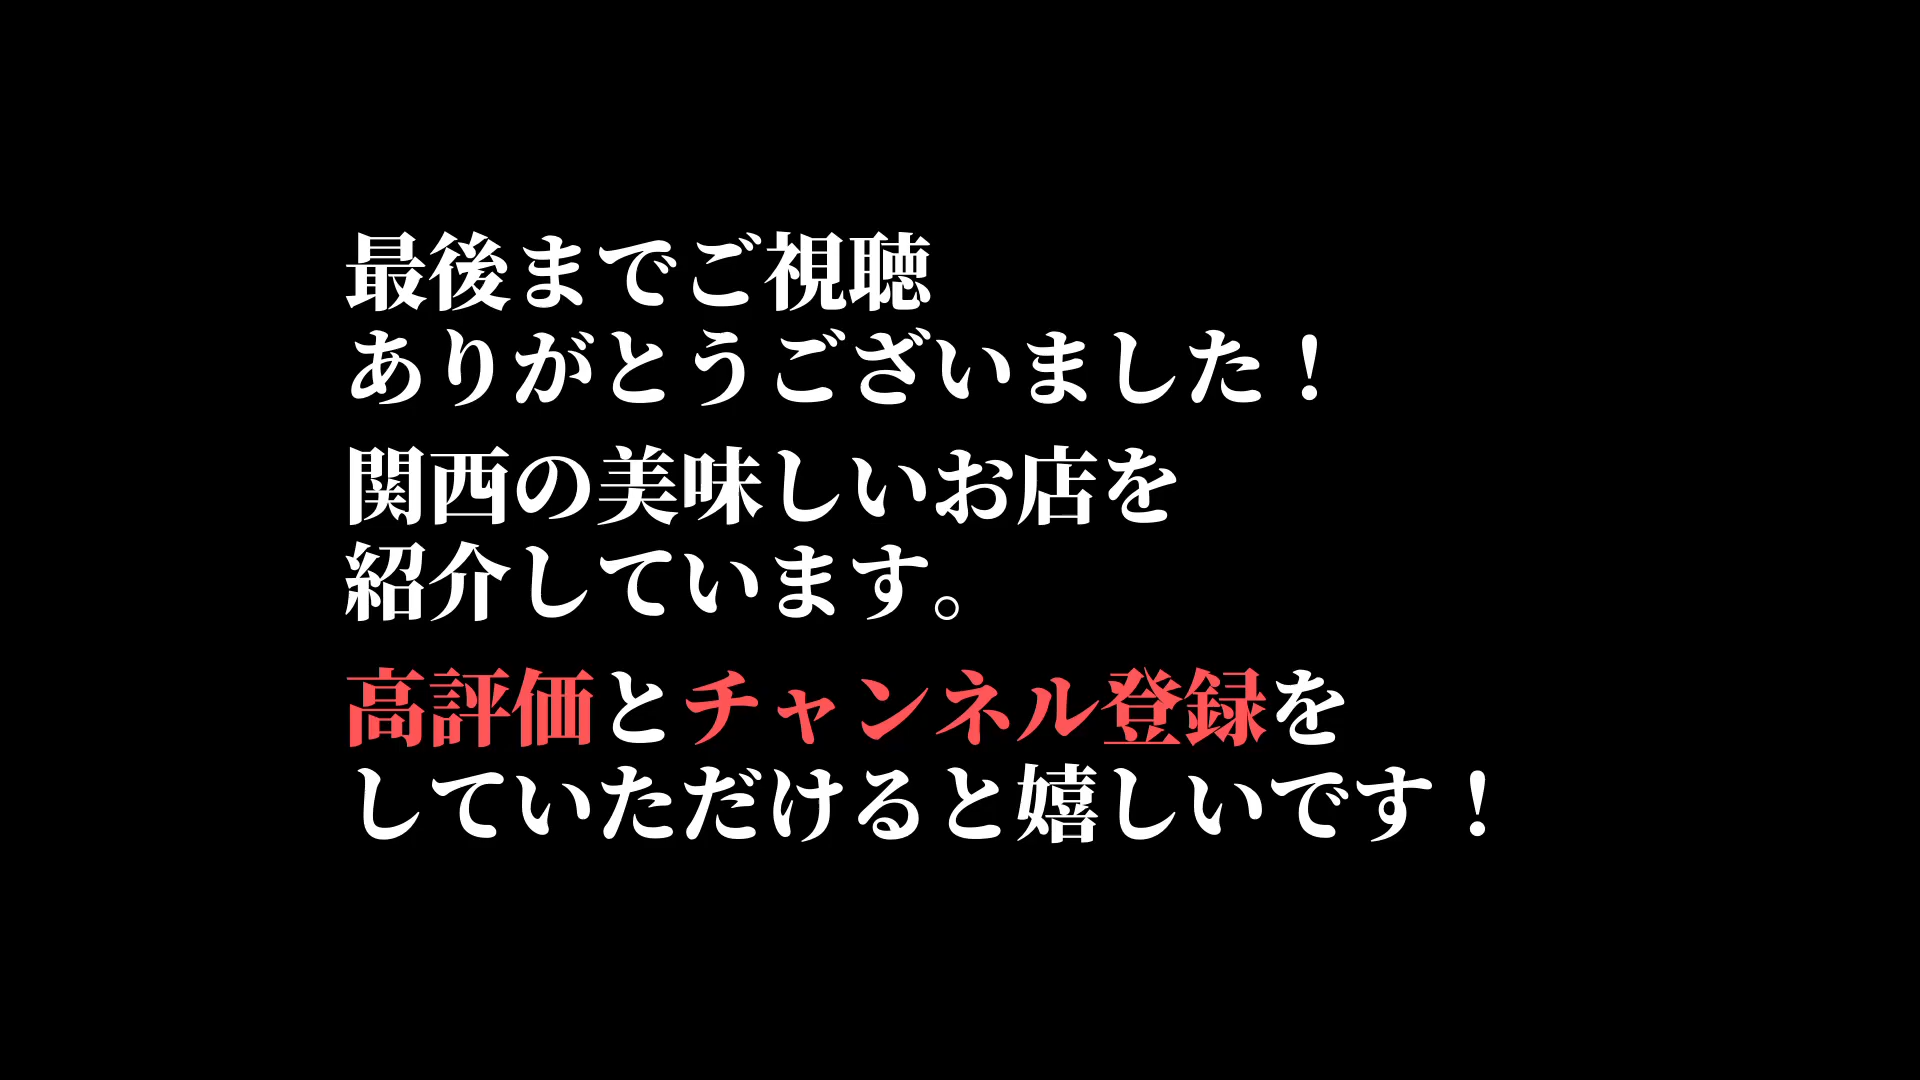 最後までご視聴
ありがとうございました！
関西の美味しいお店を
紹介しています。
高評価とチャンネル登録を
していただけると嬉しいです！